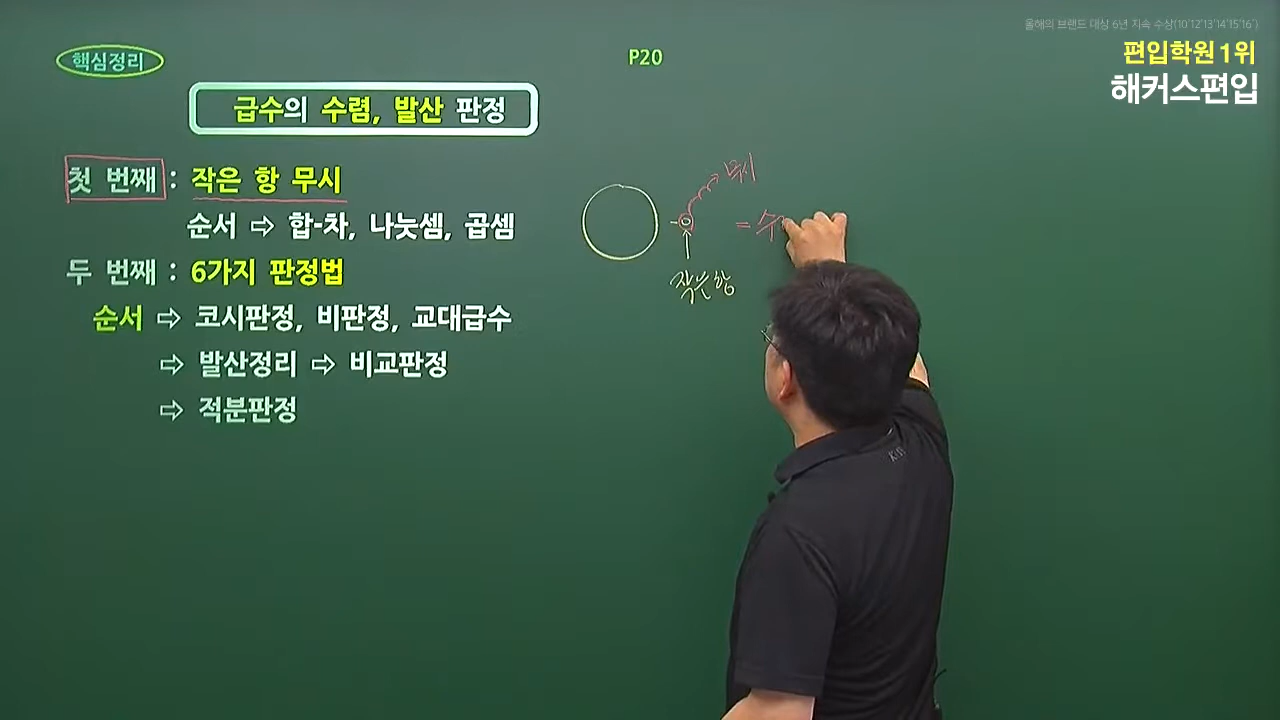 올해의 브랜드 대상 6년 지속 수상(10'12'13'14'15'16')
편입학원 1위
해커스편입
핵심정리
P20
급수의 수렴, 발산 판정
첫 번째 : 작은 항 무시
순서 ⇨ 합-차, 나눗셈, 곱셈
두 번째 : 6가지 판정법
순서 ⇨ 코시판정, 비판정, 교대급수
⇨ 발산정리 ⇨ 비교판정
⇨ 적분판정
무시
= 수
작은 항